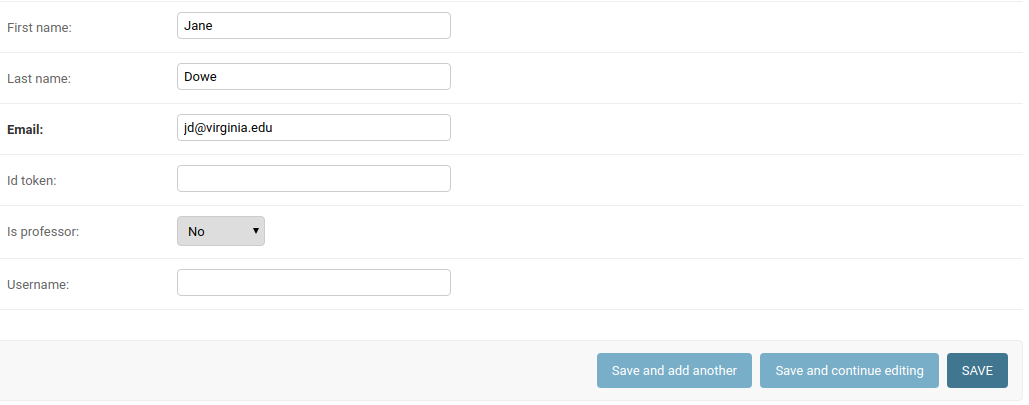 First name: Jane
Last name: Dowe
Email: jd@virginia.edu
Id token:
Is professor: No
Username:
Save and add another Save and continue editing SAVE